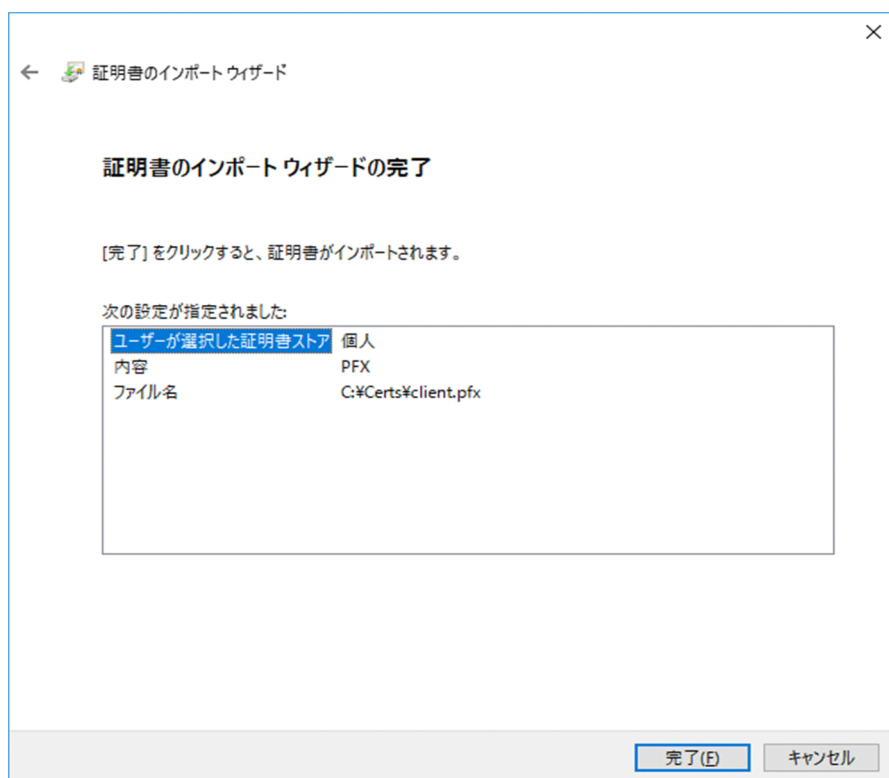 証明書のインポート ウィザード
証明書のインポート ウィザードの完了
[完了] をクリックすると、証明書がインポートされます。
次の設定が指定されました:
ユーザーが選択した証明書ストア 個人
内容 PFX
ファイル名 C:¥Certs¥client.pfx
完了(F) キャンセル